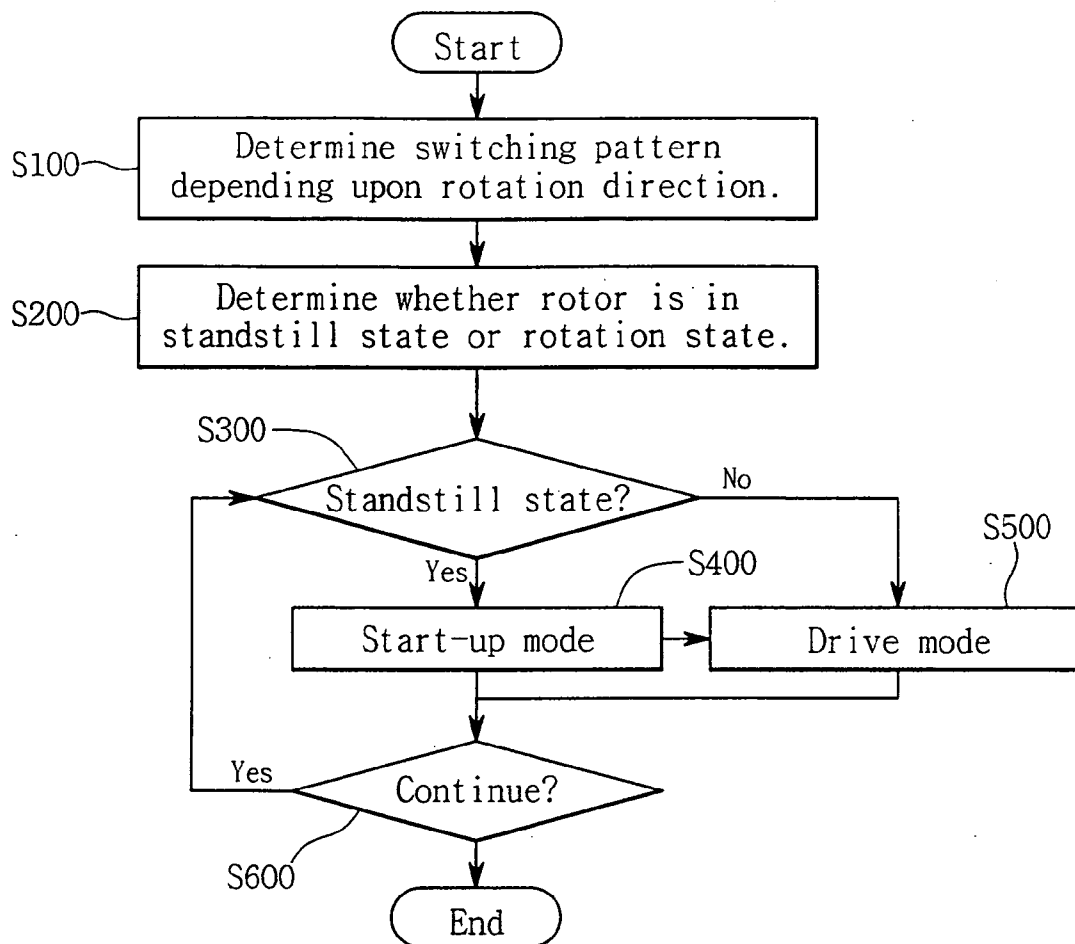 Start
S100
Determine switching pattern
depending upon rotation direction.
S200
Determine whether rotor is in
standstill state or rotation state.
S300
Standstill state?
No
Yes
S400
S500
Start-up mode
Drive mode
Yes
Continue?
S600
End